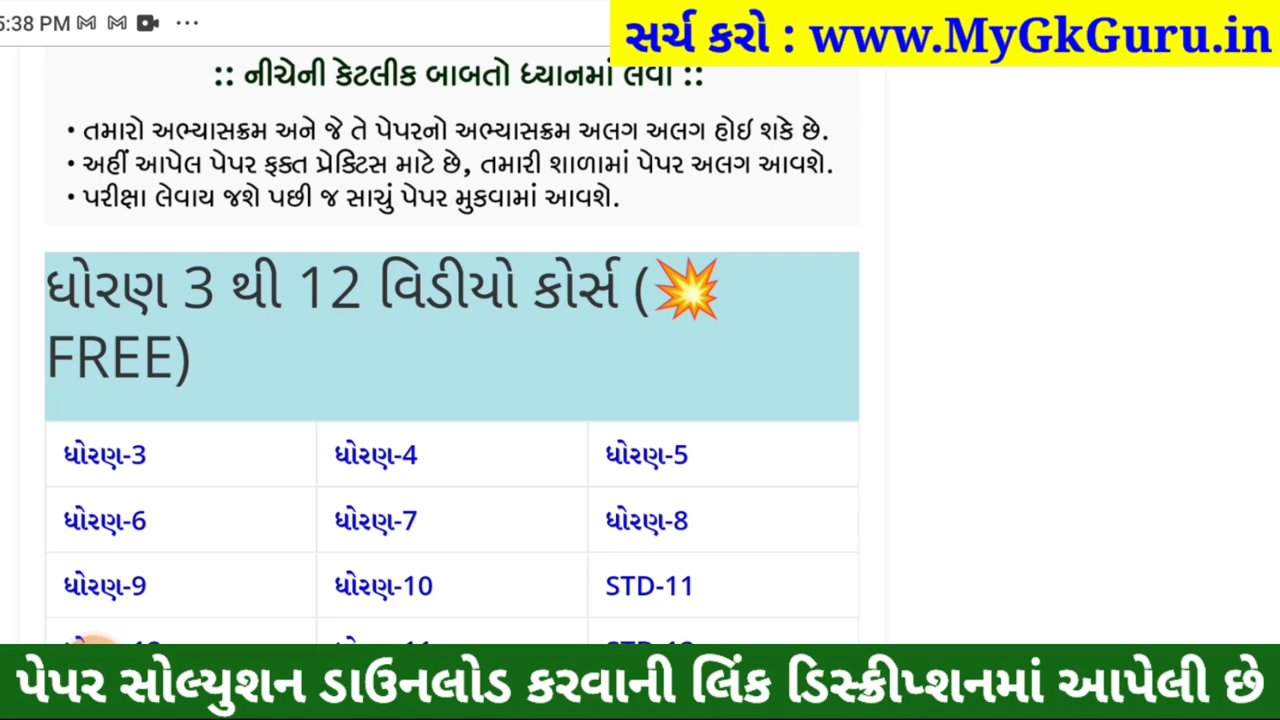 5:38 PM
સર્ચ કરો : www.MyGkGuru.in
:: નીચેની કેટલીક બાબતો ધ્યાનમાં લેવી ::
• તમારો અભ્યાસક્રમ અને જે તે પેપરનો અભ્યાસક્રમ અલગ અલગ હોઈ શકે છે.
• અહીં આપેલ પેપર ફક્ત પ્રેક્ટિસ માટે છે, તમારી શાળામાં પેપર અલગ આવશે.
• પરીક્ષા લેવાય જશે પછી જ સાચું પેપર મુકવામાં આવશે.
ધોરણ 3 થી 12 વિડીયો કોર્સ (💥
FREE)
ધોરણ-3 ધોરણ-4 ધોરણ-5
ધોરણ-6 ધોરણ-7 ધોરણ-8
ધોરણ-9 ધોરણ-10 STD-11
પેપર સોલ્યુશન ડાઉનલોડ કરવાની લિંક ડિસ્ક્રીપ્શનમાં આપેલી છે